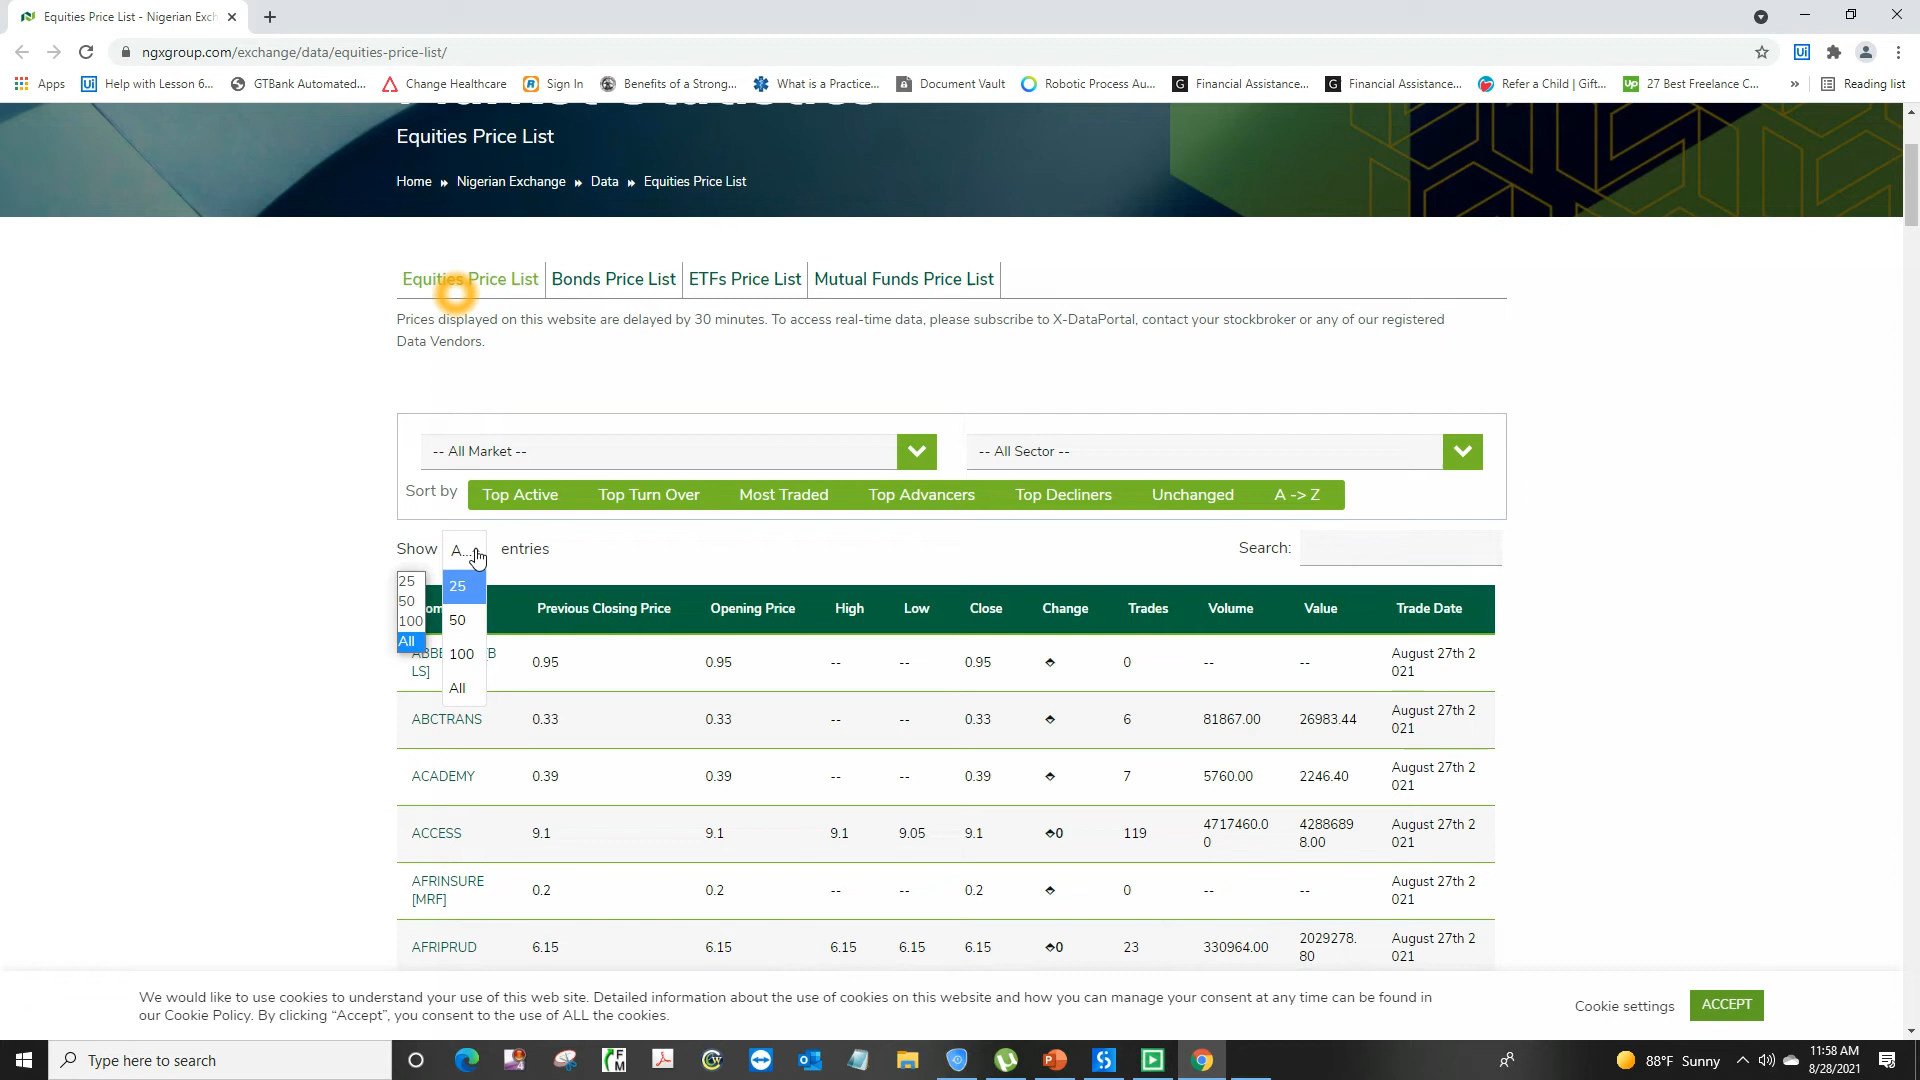 Equities Price List - Nigerian Exch
ngxgroup.com/exchange/data/equities-price-list/
Apps Help with Lesson 6... GTBank Automated... Change Healthcare Sign In Benefits of a Strong... What is a Practice... Document Vault Robotic Process Au... Financial Assistance... Financial Assistance... Refer a Child | Gift... 27 Best Freelance C... » Reading list
Equities Price List
Home » Nigerian Exchange » Data » Equities Price List
Equities Price List Bonds Price List ETFs Price List Mutual Funds Price List
Prices displayed on this website are delayed by 30 minutes. To access real-time data, please subscribe to X-DataPortal, contact your stockbroker or any of our registered
Data Vendors.
-- All Market -- -- All Sector --
Sort by Top Active Top Turn Over Most Traded Top Advancers Top Decliners Unchanged A -> Z
Show A... entries Search:
25
50
100
All
25
50
100
All
Previous Closing Price Opening Price High Low Close Change Trades Volume Value Trade Date
0.95 0.95 -- -- 0.95 0 -- -- August 27th 2
LS] 021
ABCTRANS 0.33 0.33 -- -- 0.33 6 81867.00 26983.44 August 27th 2
021
ACADEMY 0.39 0.39 -- -- 0.39 7 5760.00 2246.40 August 27th 2
021
ACCESS 9.1 9.1 9.1 9.05 9.1 0 119 4717460.0 4288689 August 27th 2
0 8.00 021
AFRINSURE 0.2 0.2 -- -- 0.2 0 -- -- August 27th 2
[MRF] 021
AFRIPRUD 6.15 6.15 6.15 6.15 6.15 0 23 330964.00 2029278. August 27th 2
80 021
We would like to use cookies to understand your use of this web site. Detailed information about the use of cookies on this website and how you can manage your consent at any time can be found in
our Cookie Policy. By clicking “Accept”, you consent to the use of ALL the cookies.
Cookie settings ACCEPT
Type here to search
88°F Sunny
11:58 AM
8/28/2021